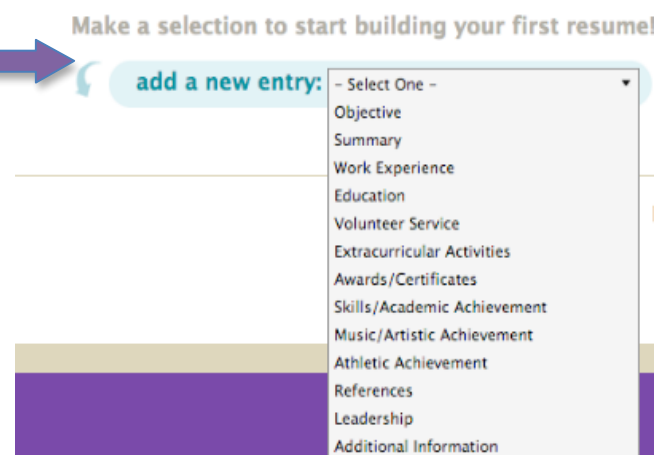 Make a selection to start building your first resume!
add a new entry: – Select One –
Objective
Summary
Work Experience
Education
Volunteer Service
Extracurricular Activities
Awards/Certificates
Skills/Academic Achievement
Music/Artistic Achievement
Athletic Achievement
References
Leadership
Additional Information